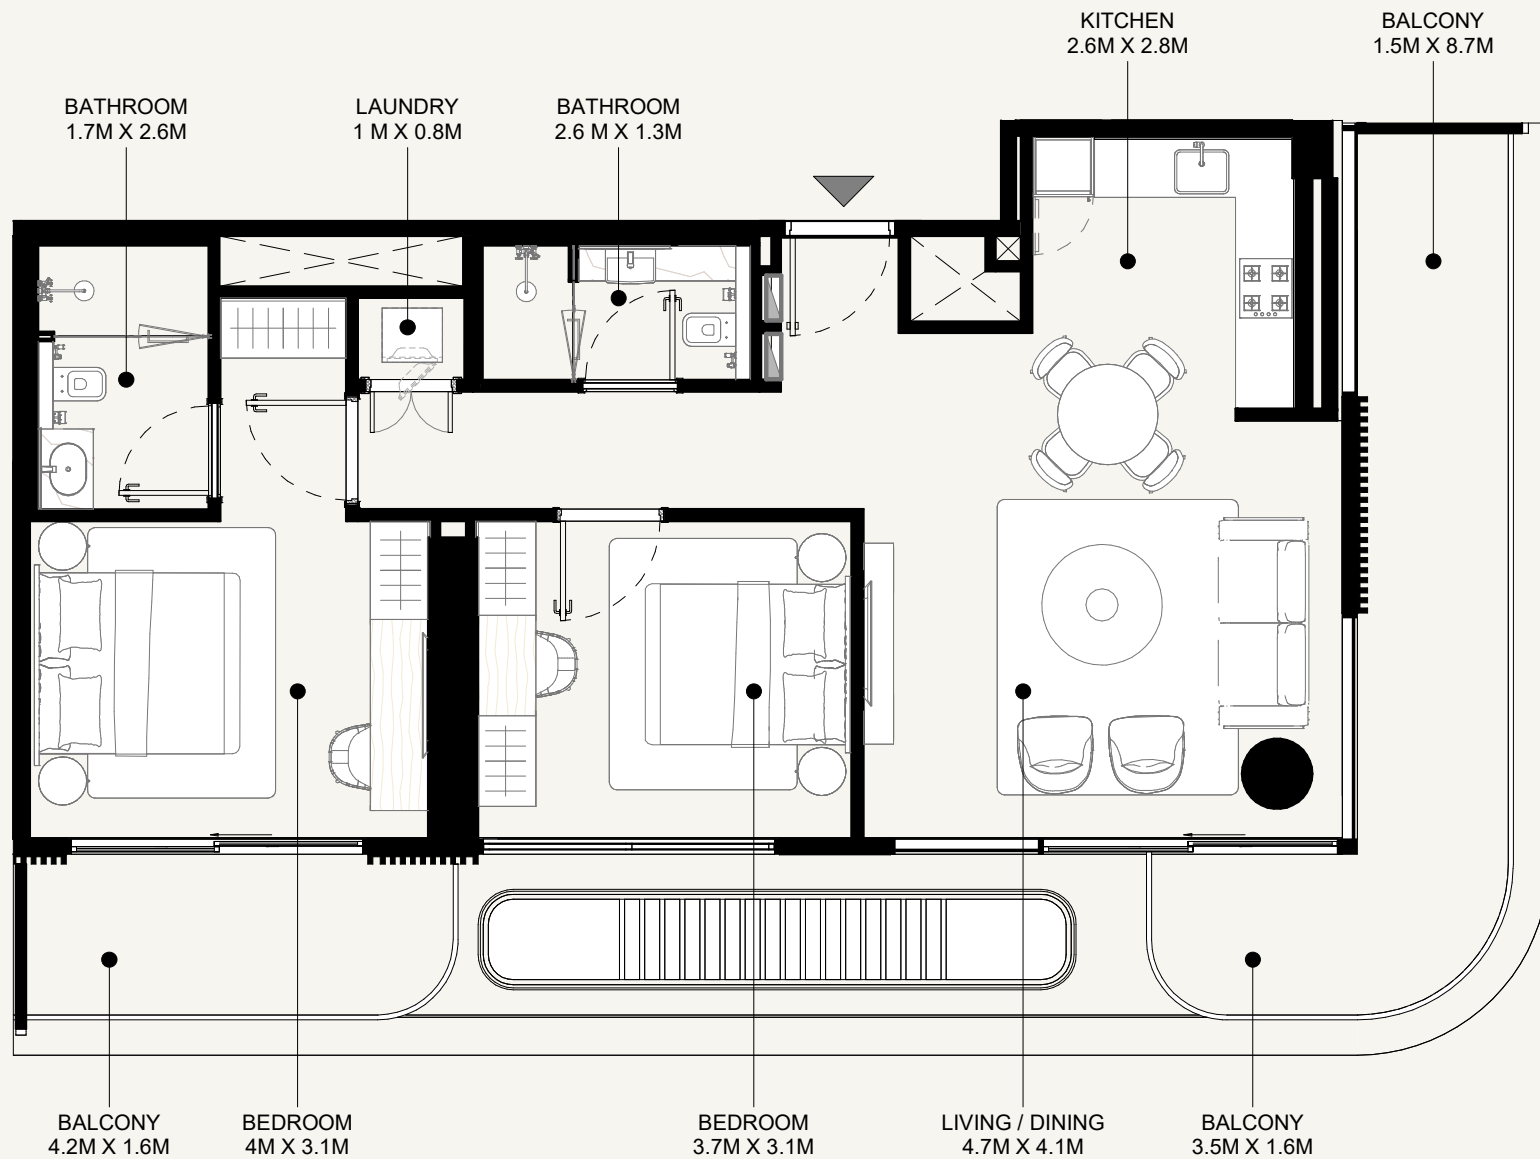 KITCHEN
2.6M X 2.8M
BALCONY
1.5M X 8.7M
BATHROOM
1.7M X 2.6M
LAUNDRY
1 M X 0.8M
BATHROOM
2.6 M X 1.3M
BALCONY
4.2M X 1.6M
BEDROOM
4M X 3.1M
BEDROOM
3.7M X 3.1M
LIVING / DINING
4.7M X 4.1M
BALCONY
3.5M X 1.6M